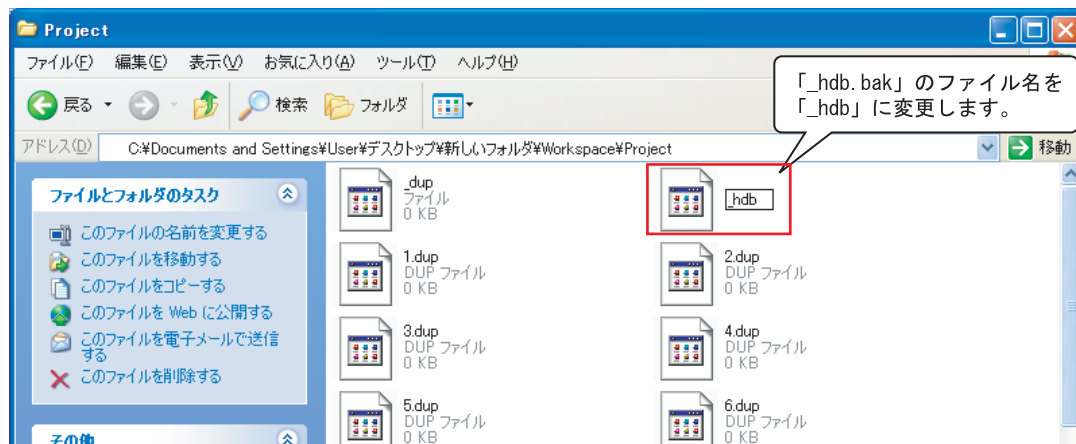 Project
ファイル(F) 編集(E) 表示(V) お気に入り(A) ツール(T) ヘルプ(H)
「_hdb.bak」のファイル名を
「_hdb」に変更します。
戻る 検索 フォルダ
アドレス(D) C:¥Documents and Settings¥User¥デスクトップ¥新しいフォルダ¥Workspace¥Project 移動
ファイルとフォルダのタスク
このファイルの名前を変更する
このファイルを移動する
このファイルをコピーする
このファイルを Web に公開する
このファイルを電子メールで送信
する
このファイルを削除する
その他
_dup
ファイル
0 KB
_hdb
1.dup
DUP ファイル
0 KB
2.dup
DUP ファイル
0 KB
3.dup
DUP ファイル
0 KB
4.dup
DUP ファイル
0 KB
5.dup
DUP ファイル
0 KB
6.dup
DUP ファイル
0 KB